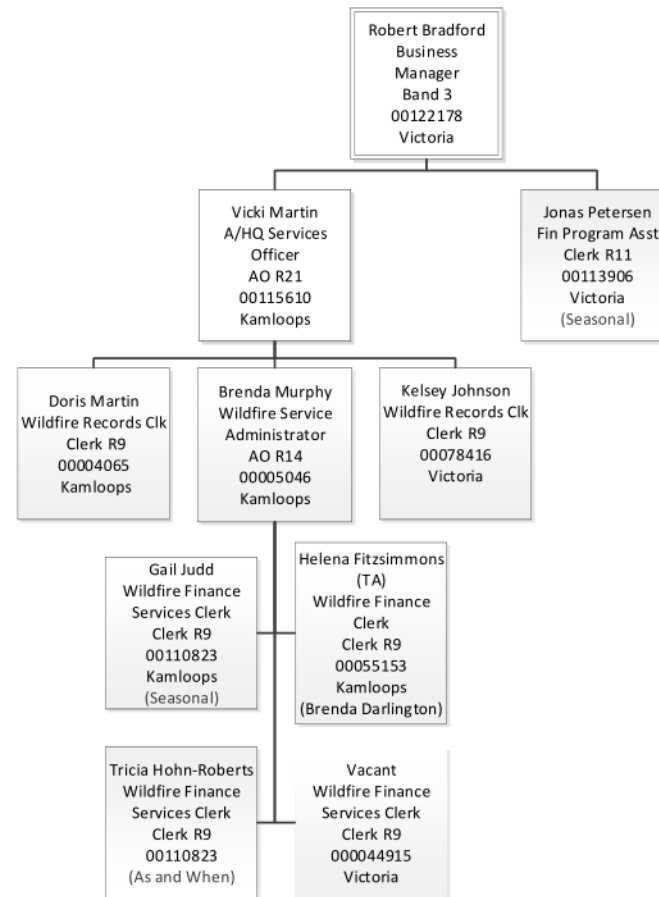 Robert Bradford
Business
Manager
Band 3
00122178
Victoria
Vicki Martin
A/HQ Services
Officer
AO R21
00115610
Kamloops
Jonas Petersen
Fin Program Asst
Clerk R11
00113906
Victoria
(Seasonal)
Doris Martin
Wildfire Records Clk
Clerk R9
00004065
Kamloops
Brenda Murphy
Wildfire Service
Administrator
AO R14
00005046
Kamloops
Kelsey Johnson
Wildfire Records Clk
Clerk R9
00078416
Victoria
Gail Judd
Wildfire Finance
Services Clerk
Clerk R9
00110823
Kamloops
(Seasonal)
Helena Fitzsimmons
(TA)
Wildfire Finance
Clerk
Clerk R9
00055153
Kamloops
(Brenda Darlington)
Tricia Hohn-Roberts
Wildfire Finance
Services Clerk
Clerk R9
00110823
(As and When)
Vacant
Wildfire Finance
Services Clerk
Clerk R9
000044915
Victoria